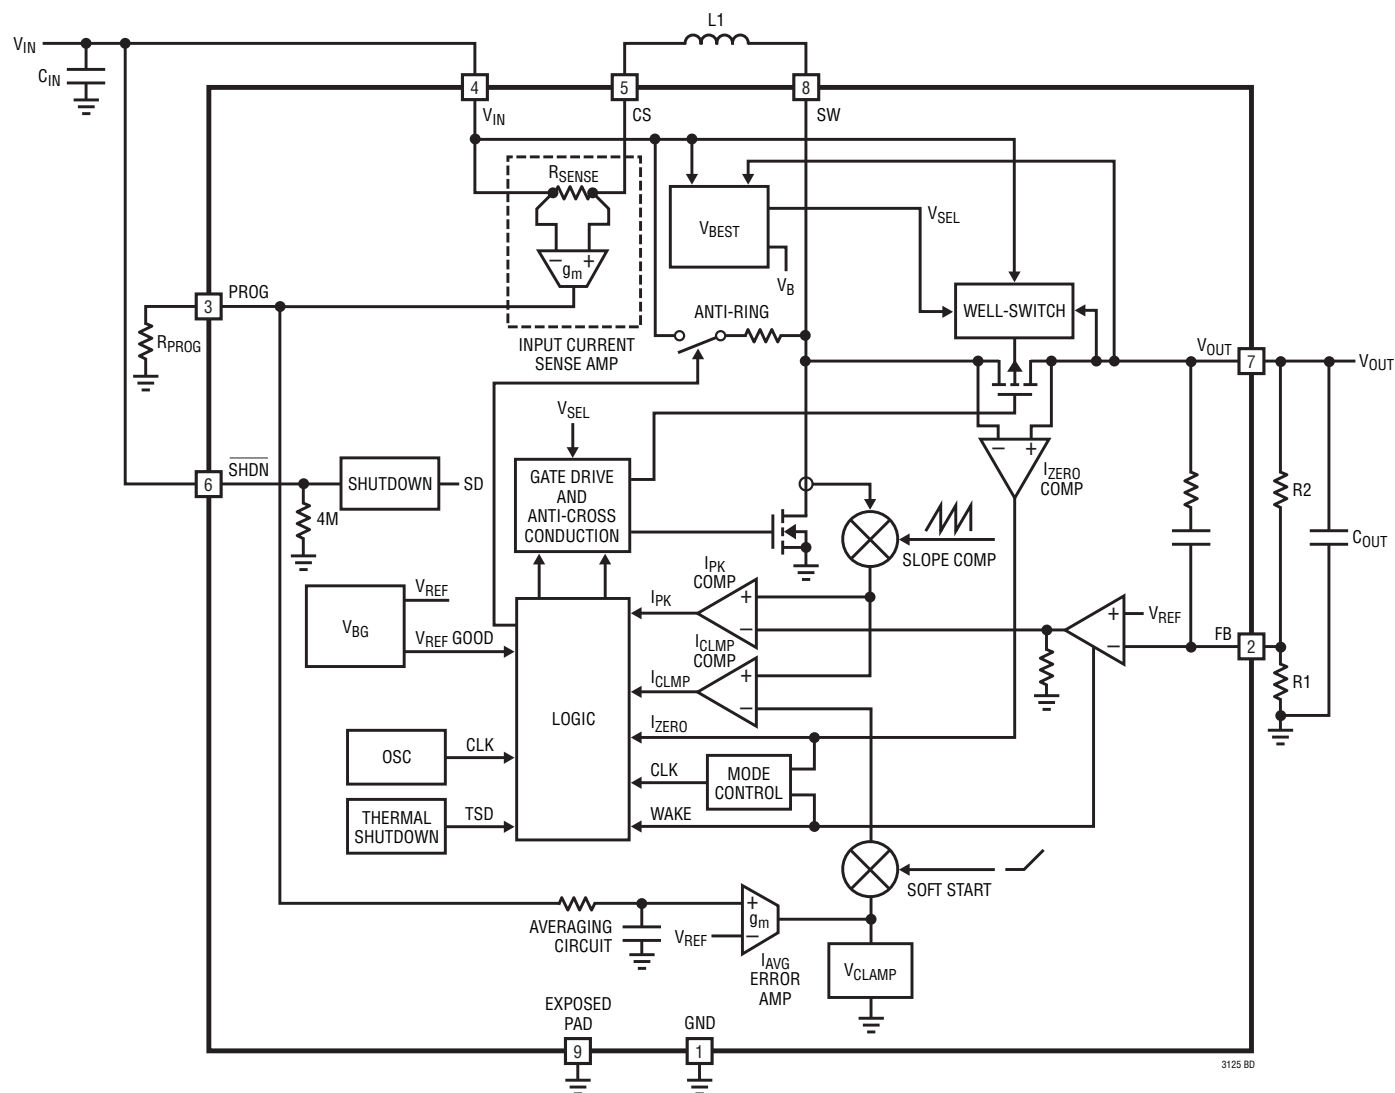 L1
VIN
CIN
4
5
8
VIN
CS
SW
RSENSE
VBEST
VSEL
VB
− gm +
3
PROG
RPROG
INPUT CURRENT
SENSE AMP
ANTI-RING
WELL-SWITCH
VOUT
7
VOUT
VSEL
− +
IZERO
COMP
6
SHDN
SHUTDOWN
SD
4M
GATE DRIVE
AND
ANTI-CROSS
CONDUCTION
R2
COUT
SLOPE COMP
IPK
COMP
IPK
+
−
VBG
VREF
VREF GOOD
VREF
+
−
FB
2
R1
ICLMP
COMP
ICLMP
+
−
LOGIC
IZERO
OSC
CLK
CLK
MODE
CONTROL
THERMAL
SHUTDOWN
TSD
WAKE
SOFT START
AVERAGING
CIRCUIT
VREF
+
gm
−
IAVG
ERROR
AMP
VCLAMP
EXPOSED
PAD
GND
9
1
3125 BD